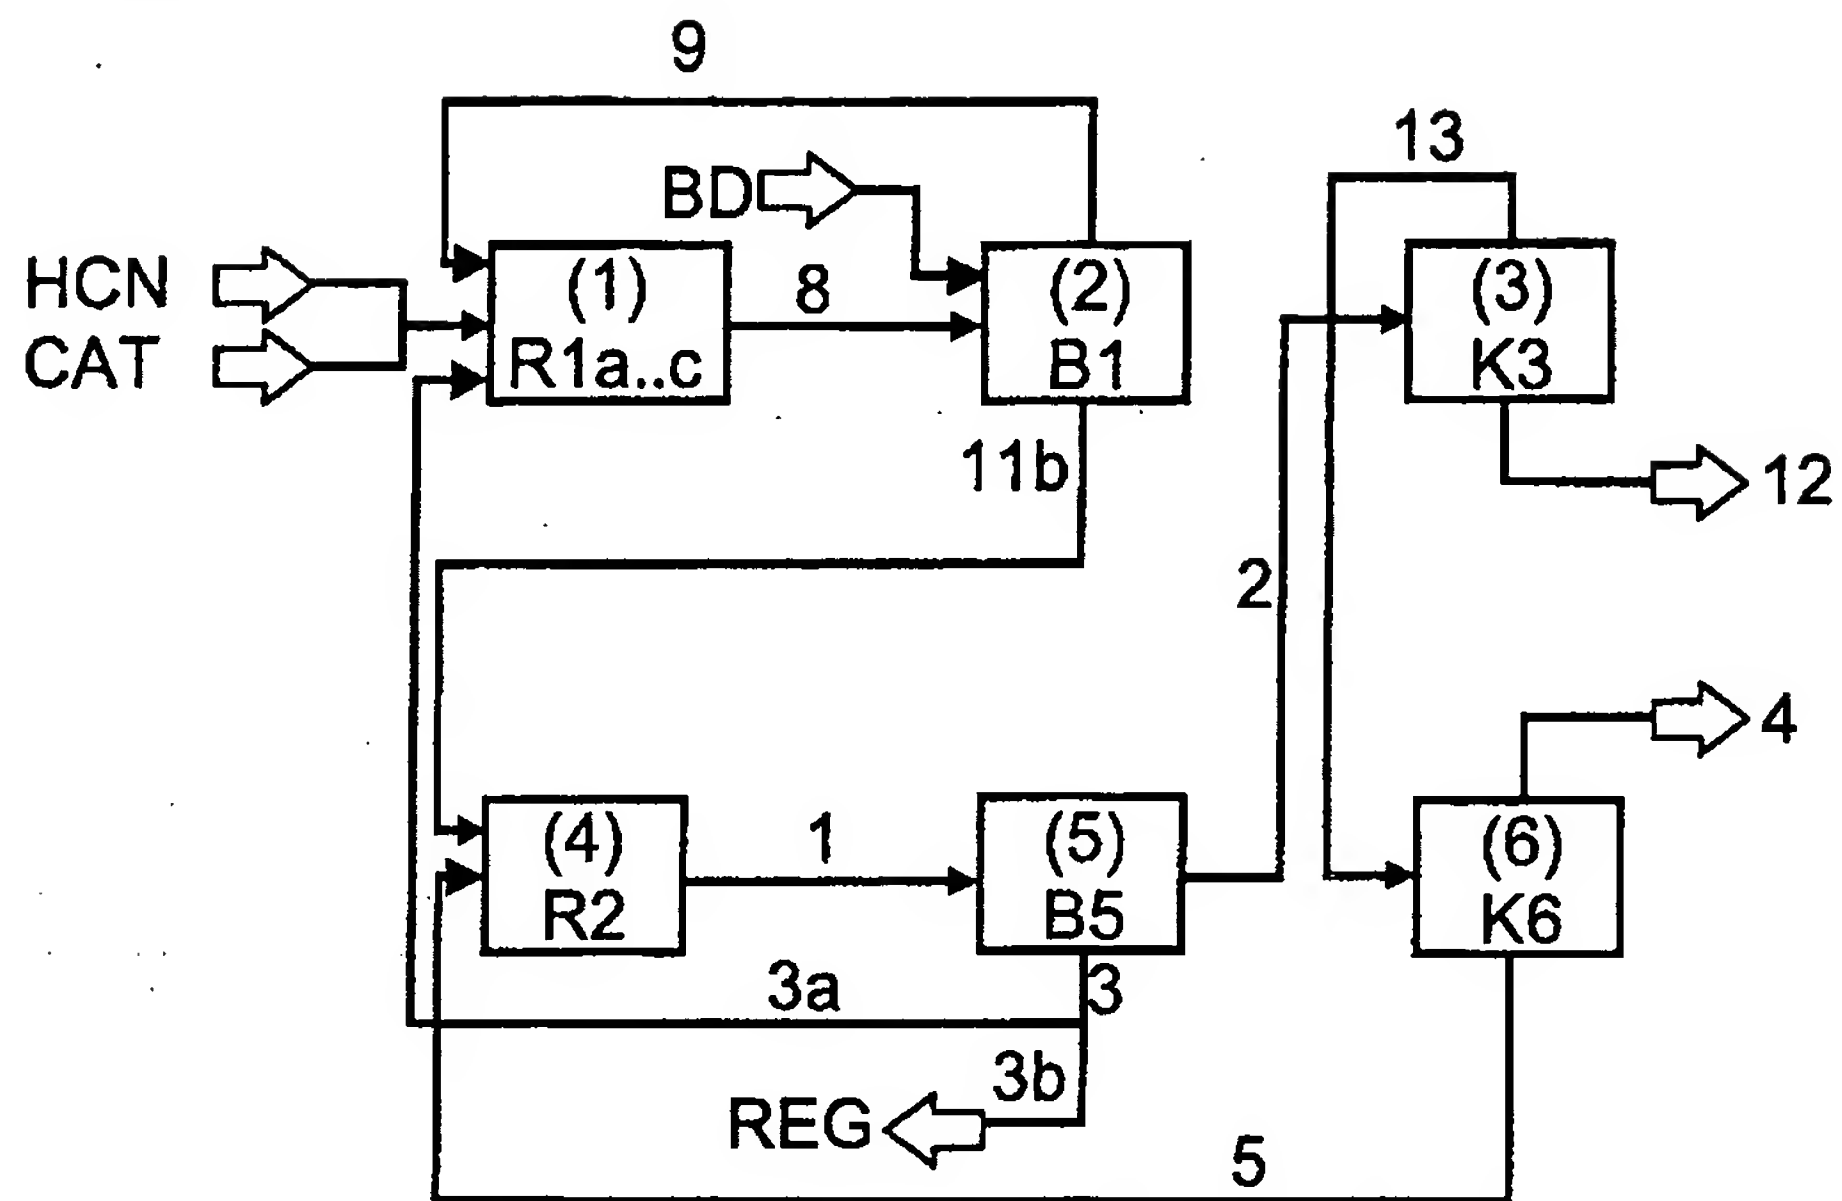 9
13
BD
HCN
CAT
(1)
R1a..c
8
(2)
B1
(3)
K3
11b
12
2
4
(4)
R2
1
(5)
B5
(6)
K6
3a
3
3b
REG
5